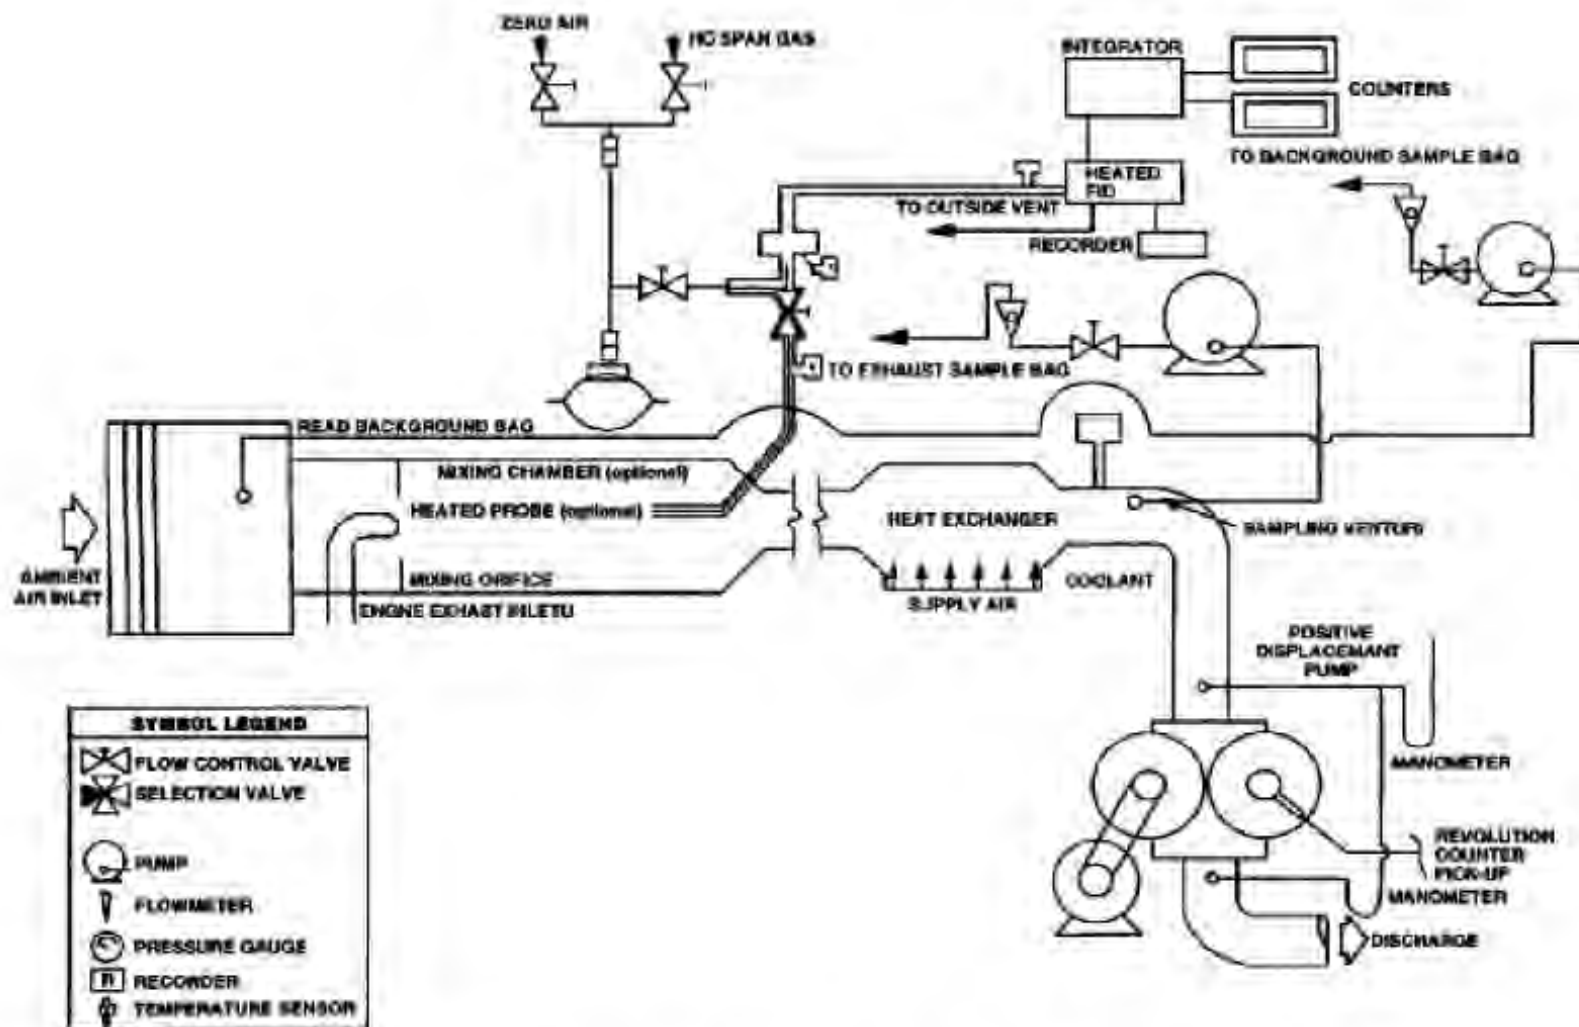 ZERO AIR
HC SPAN GAS
INTEGRATOR
COUNTERS
TO BACKGROUND SAMPLE BAG
HEATED
FID
TO OUTSIDE VENT
RECORDER
TO EXHAUST SAMPLE BAG
READ BACKGROUND BAG
MIXING CHAMBER (optional)
HEATED PROBE (optional)
HEAT EXCHANGER
SAMPLING VENTURI
AMBIENT
AIR INLET
MIXING ORIFICE
COOLANT
ENGINE EXHAST INLETU
SUPPLY AIR
POSITIVE
DISPLACEMANT
PUMP
MANOMETER
REVOLUTION
COUNTER
PICK-UP
MANOMETER
DISCHARGE
SYMBOL LEGEND
FLOW CONTROL VALVE
SELECTION VALVE
PUMP
FLOWMETER
PRESSURE GAUGE
R RECORDER
TEMPERATURE SENSOR